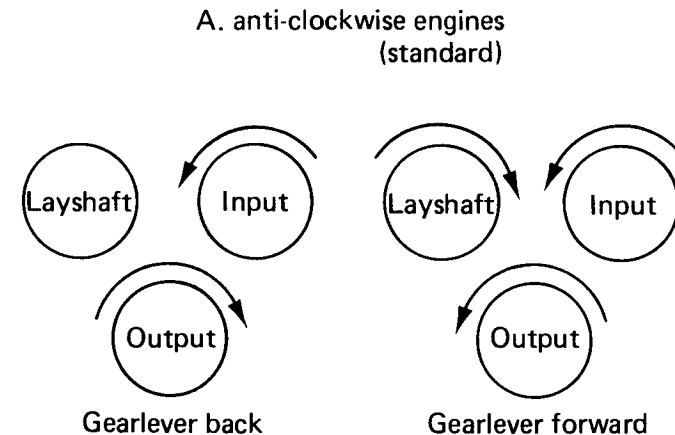 A. anti-clockwise engines
(standard)
Layshaft
Input
Layshaft
Input
Output
Output
Gearlever back
Gearlever forward